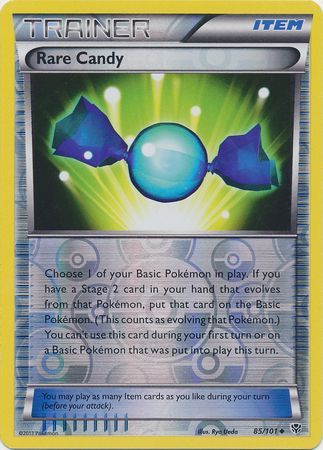 TRAINER
ITEM
Rare Candy
Choose 1 of your Basic Pokémon in play. If you
have a Stage 2 card in your hand that evolves
from that Pokémon, put that card on the Basic
Pokémon. (This counts as evolving that Pokémon.)
You can't use this card during your first turn or on
a Basic Pokémon that was put into play this turn.
You may play as many Item cards as you like during your turn
(before your attack).
©2013 Pokémon
Illus. Ryo Ueda
85/101